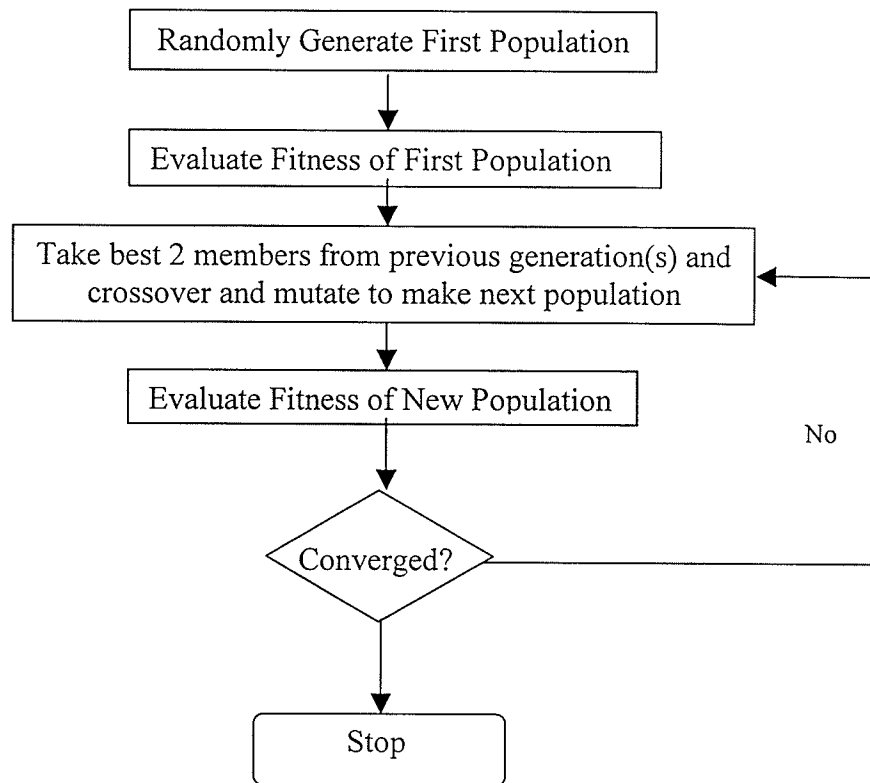 Randomly Generate First Population
Evaluate Fitness of First Population
Take best 2 members from previous generation(s) and
crossover and mutate to make next population
Evaluate Fitness of New Population
No
Converged?
Stop